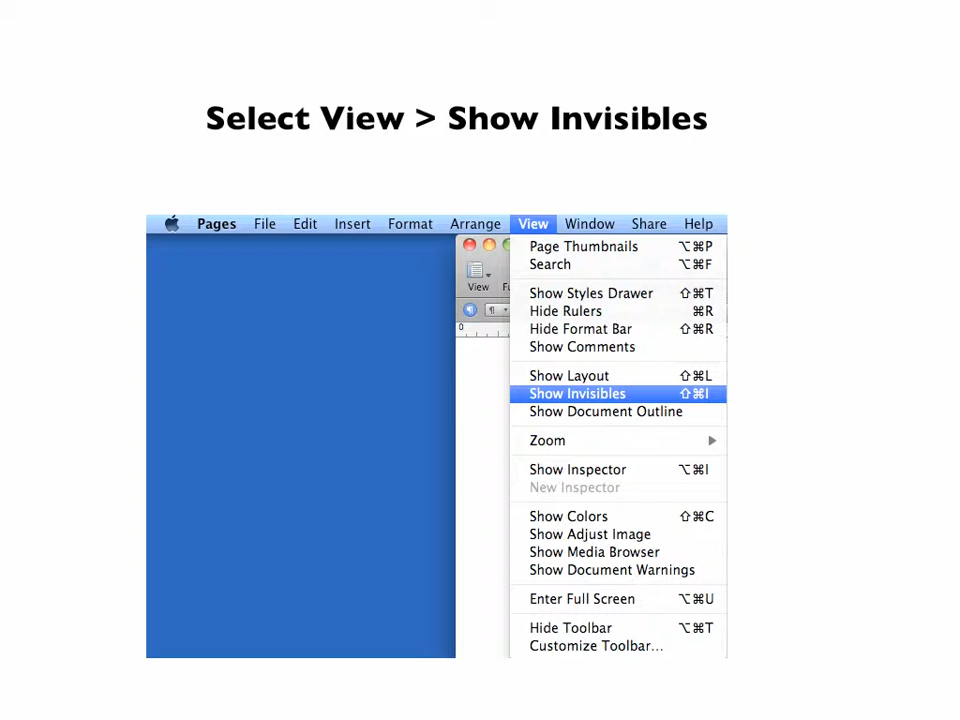 Select View > Show Invisibles
Pages File Edit Insert Format Arrange View Window Share Help
Page Thumbnails ⌥⌘P
Search ⌥⌘F
View
Show Styles Drawer ⇧⌘T
Hide Rulers ⌘R
Hide Format Bar ⇧⌘R
0
Show Comments
Show Layout ⇧⌘L
Show Invisibles ⇧⌘I
Show Document Outline
Zoom ▶
Show Inspector ⌥⌘I
New Inspector
Show Colors ⇧⌘C
Show Adjust Image
Show Media Browser
Show Document Warnings
Enter Full Screen ⌥⌘U
Hide Toolbar ⌥⌘T
Customize Toolbar...